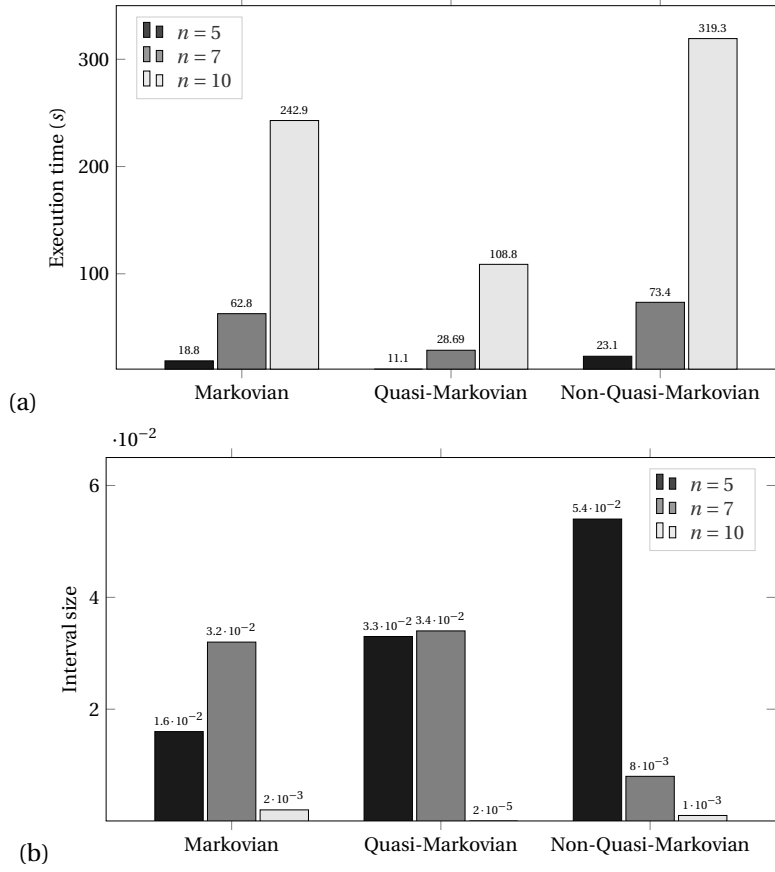 n = 5
n = 7
n = 10
Execution time (s)
300
200
100
18.8
62.8
242.9
11.1
28.69
108.8
23.1
73.4
319.3
Markovian
Quasi-Markovian
Non-Quasi-Markovian
(a)
·10⁻²
n = 5
n = 7
n = 10
Interval size
6
4
2
1.6·10⁻²
3.2·10⁻²
2·10⁻³
3.3·10⁻²
3.4·10⁻²
2·10⁻⁵
5.4·10⁻²
8·10⁻³
1·10⁻³
Markovian
Quasi-Markovian
Non-Quasi-Markovian
(b)